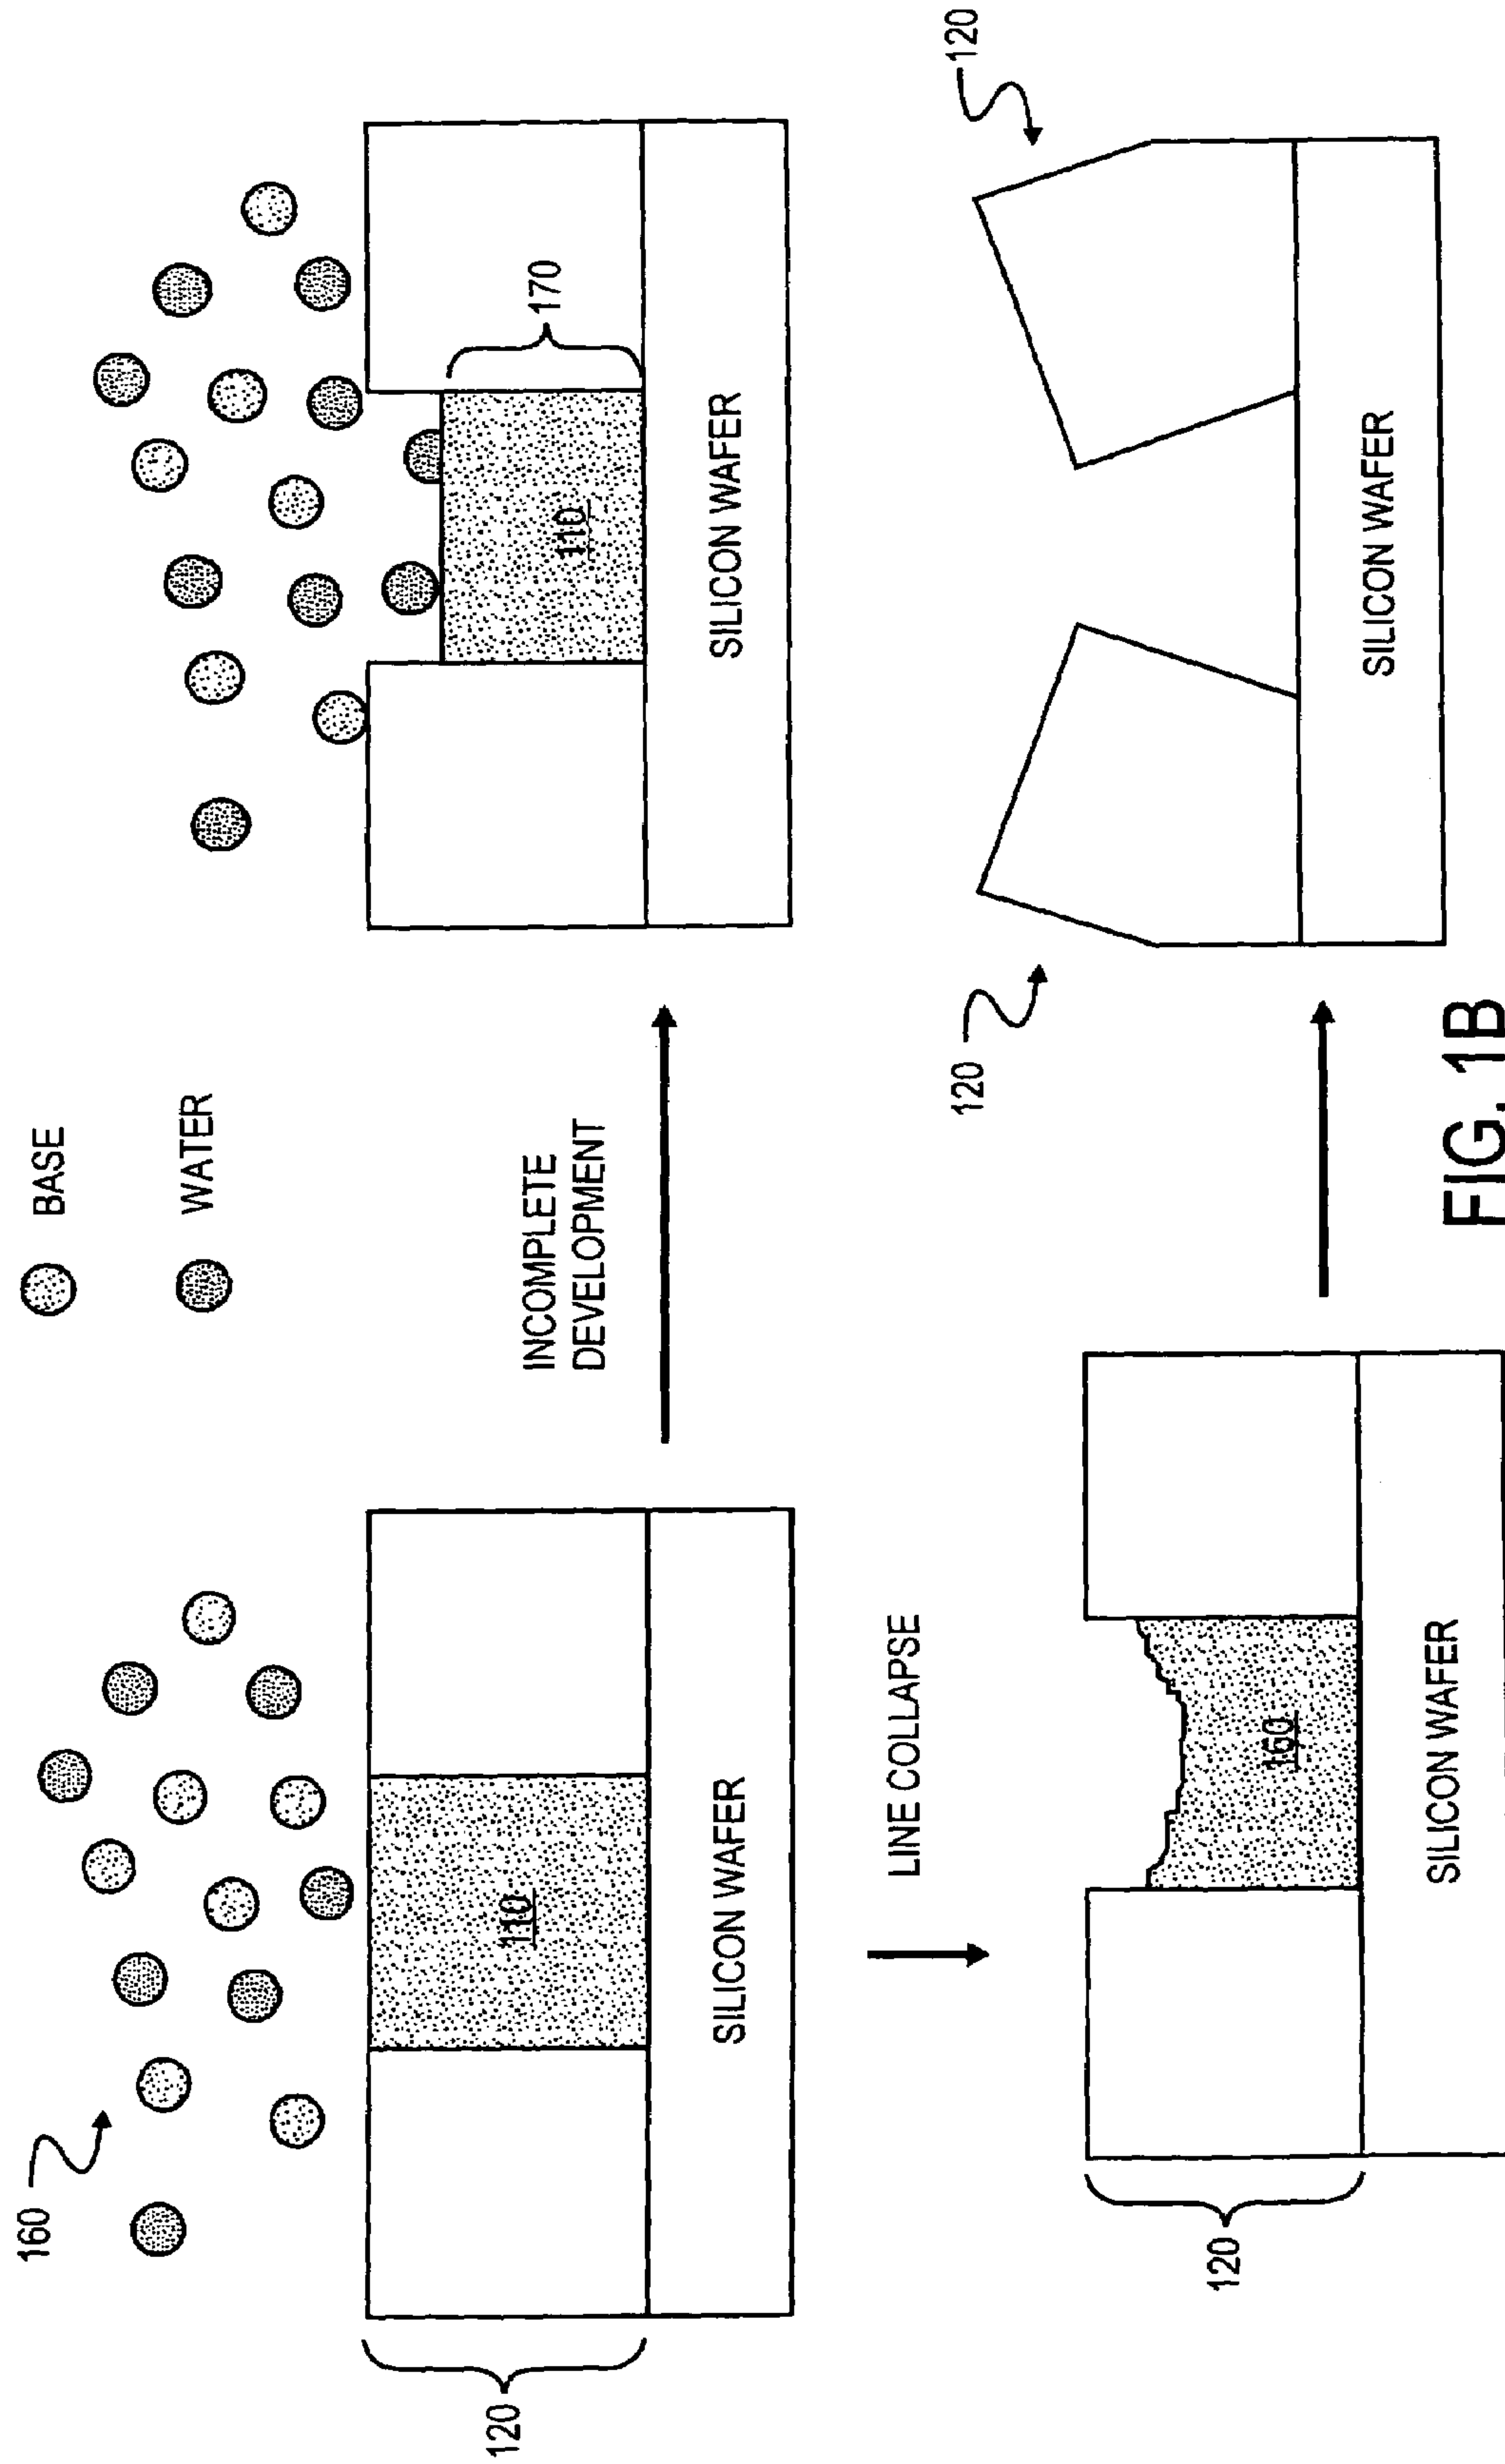 BASE
WATER
160
120
110
SILICON WAFER
INCOMPLETE
DEVELOPMENT
170
110
SILICON WAFER
LINE COLLAPSE
120
160
SILICON WAFER
120
120
SILICON WAFER
FIG. 1B